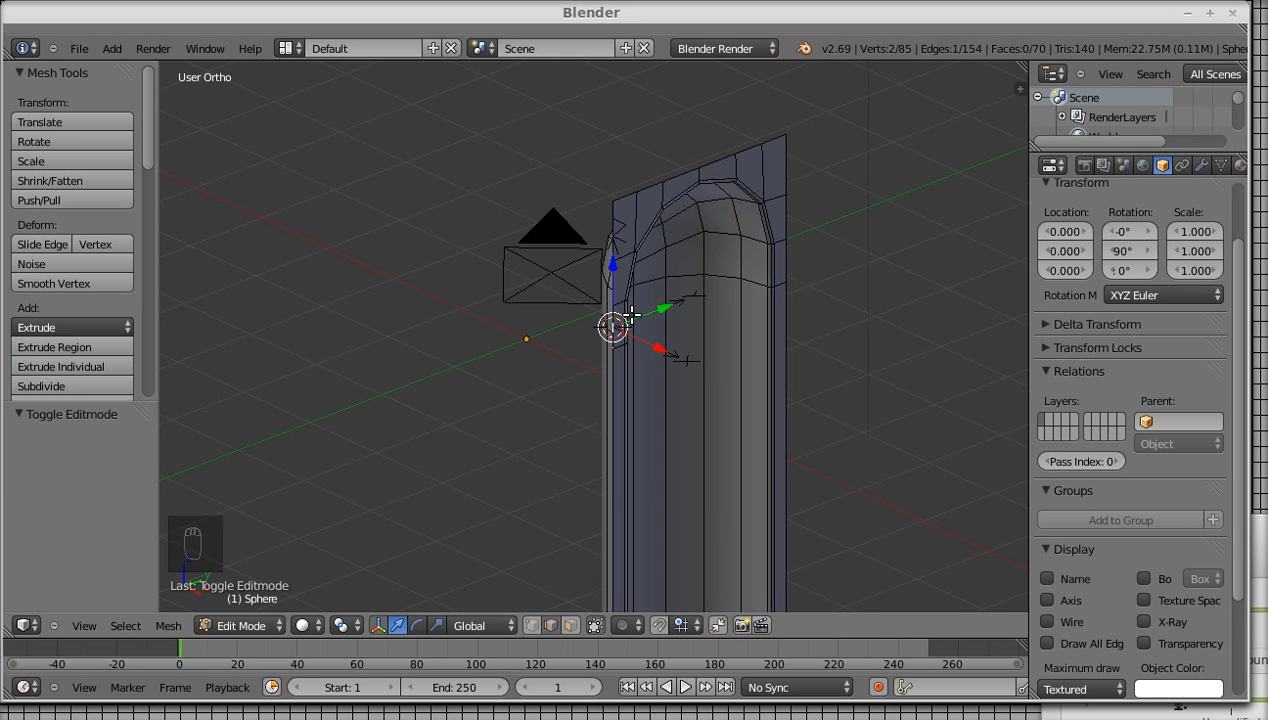 Blender
File Add Render Window Help Default Scene Blender Render v2.69 | Verts:2/85 | Edges:1/154 | Faces:0/70 | Tris:140 | Mem:22.75M (0.11M) | Spher
Mesh Tools
Transform:
Translate
Rotate
Scale
Shrink/Fatten
Push/Pull
Deform:
Slide Edge Vertex
Noise
Smooth Vertex
Add:
Extrude
Extrude Region
Extrude Individual
Subdivide
Toggle Editmode
User Ortho
Last: Toggle Editmode
(1) Sphere
View Select Mesh Edit Mode Global
View Search All Scenes
Scene
RenderLayers
Transform
Location: Rotation: Scale:
0.000 -0° 1.000
0.000 90° 1.000
0.000 0° 1.000
Rotation M XYZ Euler
Delta Transform
Transform Locks
Relations
Layers: Parent:
Object
Pass Index: 0
Groups
Add to Group
Display
Name Bo Box
Axis Texture Spac
Wire X-Ray
Draw All Edg Transparency
Maximum draw Object Color:
Textured
-40 -20 0 20 40 60 80 100 120 140 160 180 200 220 240 260
View Marker Frame Playback Start: 1 End: 250 1 No Sync